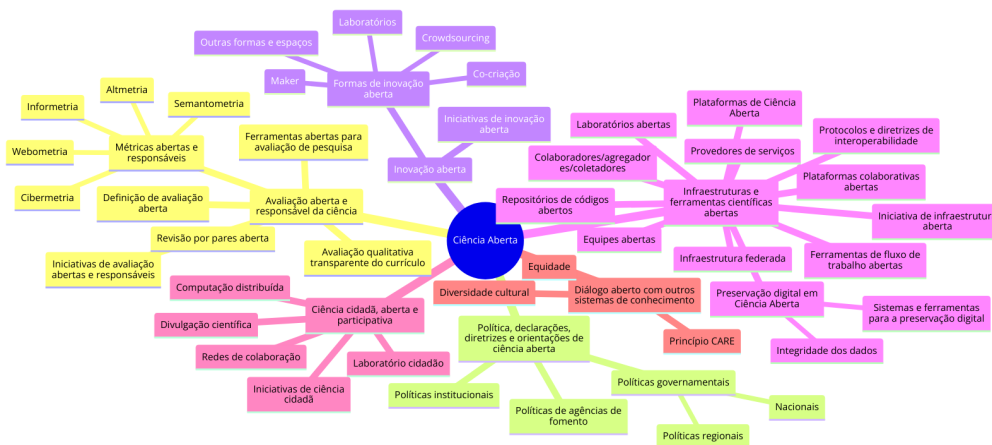 Laboratórios
Outras formas e espaços
Crowdsourcing
Maker
Formas de inovação
aberta
Co-criação
Informetria
Altmetria
Semantometria
Webometria
Métricas abertas e
responsáveis
Cibermetria
Ferramentas abertas para
avaliação de pesquisa
Definição de avaliação
aberta
Avaliação aberta e
responsável da ciência
Revisão por pares aberta
Iniciativas de avaliação
abertas e responsáveis
Avaliação qualitativa
transparente do currículo
Iniciativas de inovação
aberta
Inovação aberta
Ciência Aberta
Laboratórios abertas
Plataformas de Ciência
Aberta
Provedores de serviços
Protocolos e diretrizes de
interoperabilidade
Colaboradores/agregador
es/coletadores
Infraestruturas e
ferramentas científicas
abertas
Plataformas colaborativas
abertas
Repositórios de códigos
abertos
Iniciativa de infraestrutura
aberta
Equipes abertas
Infraestrutura federada
Ferramentas de fluxo de
trabalho abertas
Preservação digital em
Ciência Aberta
Sistemas e ferramentas
para a preservação digital
Integridade dos dados
Equidade
Diversidade cultural
Diálogo aberto com outros
sistemas de conhecimento
Princípio CARE
Computação distribuída
Divulgação científica
Ciência cidadã, aberta e
participativa
Redes de colaboração
Laboratório cidadão
Iniciativas de ciência
cidadã
Política, declarações,
diretrizes e orientações de
ciência aberta
Políticas institucionais
Políticas de agências de
fomento
Políticas governamentais
Nacionais
Políticas regionais